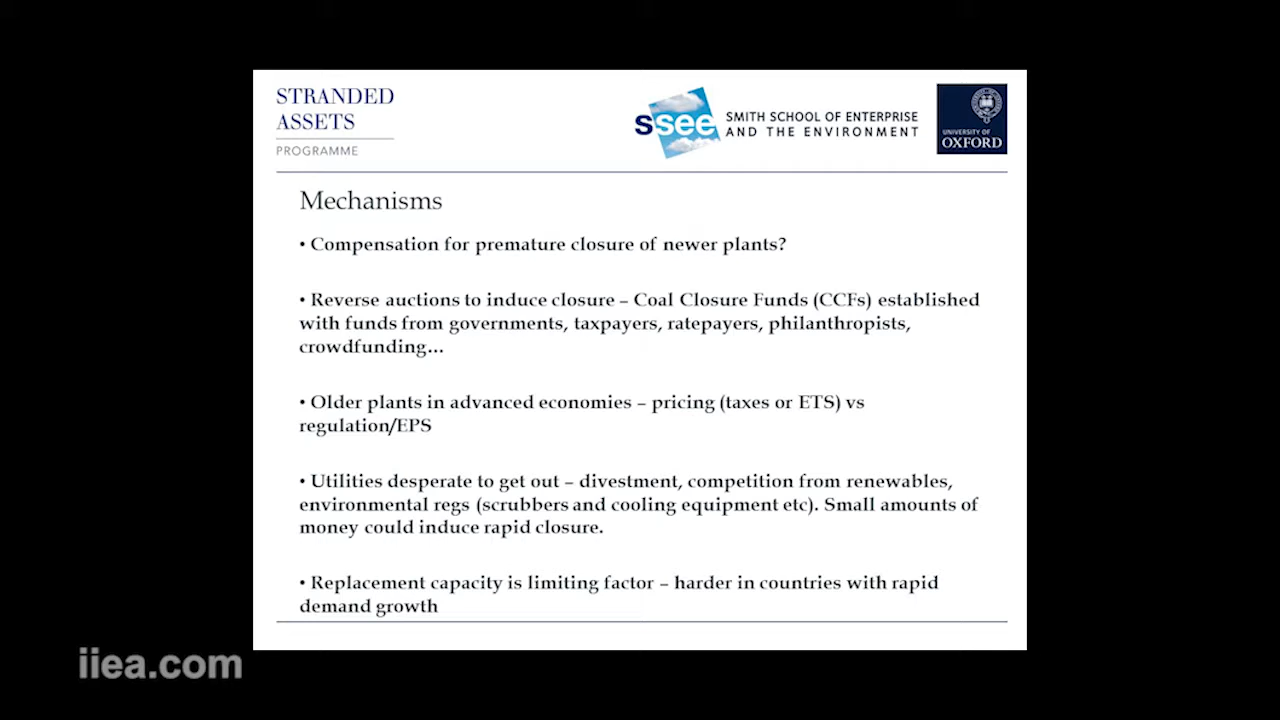 STRANDED
ASSETS
PROGRAMME
ssee
SMITH SCHOOL OF ENTERPRISE
AND THE ENVIRONMENT
UNIVERSITY OF
OXFORD
Mechanisms
• Compensation for premature closure of newer plants?
• Reverse auctions to induce closure – Coal Closure Funds (CCFs) established
with funds from governments, taxpayers, ratepayers, philanthropists,
crowdfunding…
• Older plants in advanced economies – pricing (taxes or ETS) vs
regulation/EPS
• Utilities desperate to get out – divestment, competition from renewables,
environmental regs (scrubbers and cooling equipment etc). Small amounts of
money could induce rapid closure.
• Replacement capacity is limiting factor – harder in countries with rapid
demand growth
iiea.com